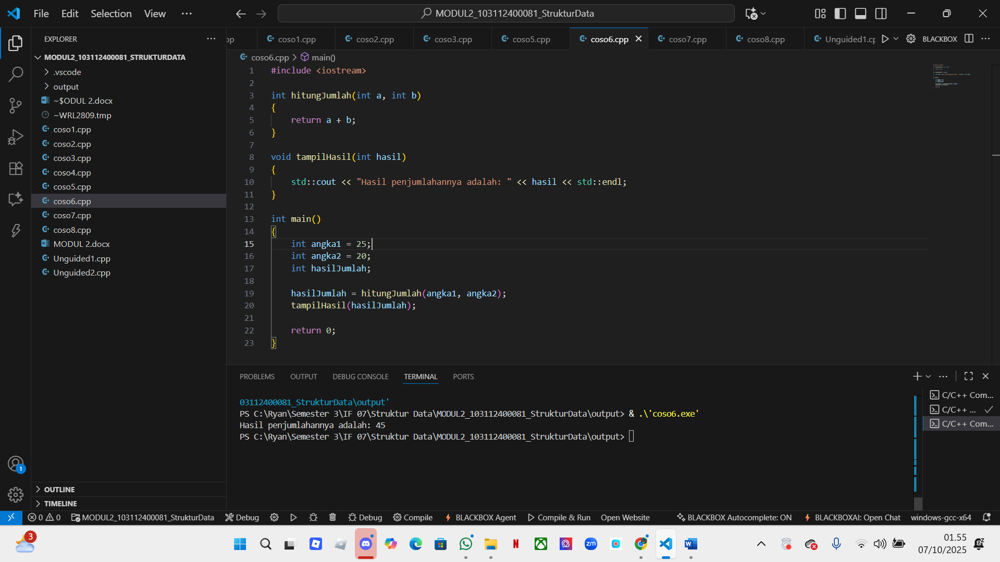 File Edit Selection View ···
MODUL2_103112400081_StrukturData
EXPLORER
MODUL2_103112400081_STRUKTURDATA
.vscode
output
~$ODUL 2.docx
~WRL2809.tmp
coso1.cpp
coso2.cpp
coso3.cpp
coso4.cpp
coso5.cpp
coso6.cpp
coso7.cpp
coso8.cpp
MODUL 2.docx
Unguided1.cpp
Unguided2.cpp
OUTLINE
TIMELINE
pp coso1.cpp coso2.cpp coso3.cpp coso5.cpp coso6.cpp coso7.cpp coso8.cpp Unguided1.cp BLACKBOX
coso6.cpp > main()
1 #include <iostream>
2
3 int hitungJumlah(int a, int b)
4 {
5     return a + b;
6 }
7
8 void tampilHasil(int hasil)
9 {
10     std::cout << "Hasil penjumlahannya adalah: " << hasil << std::endl;
11 }
12
13 int main()
14 {
15     int angka1 = 25;
16     int angka2 = 20;
17     int hasilJumlah;
18
19     hasilJumlah = hitungJumlah(angka1, angka2);
20     tampilHasil(hasilJumlah);
21
22     return 0;
23 }
PROBLEMS OUTPUT DEBUG CONSOLE TERMINAL PORTS
03112400081_StrukturData\output'
PS C:\Ryan\Semester 3\IF 07\Struktur Data\MODUL2_103112400081_StrukturData\output> & .\'coso6.exe'
Hasil penjumlahannya adalah: 45
PS C:\Ryan\Semester 3\IF 07\Struktur Data\MODUL2_103112400081_StrukturData\output>
C/C++ Com...
C/C++ ...
C/C++ Com...
1
0 0 MODUL2_103112400081_StrukturData Debug Debug Compile BLACKBOX Agent Compile & Run Open Website BLACKBOX Autocomplete: ON BLACKBOXAI: Open Chat windows-gcc-x64
3
zm
N
01.55
07/10/2025